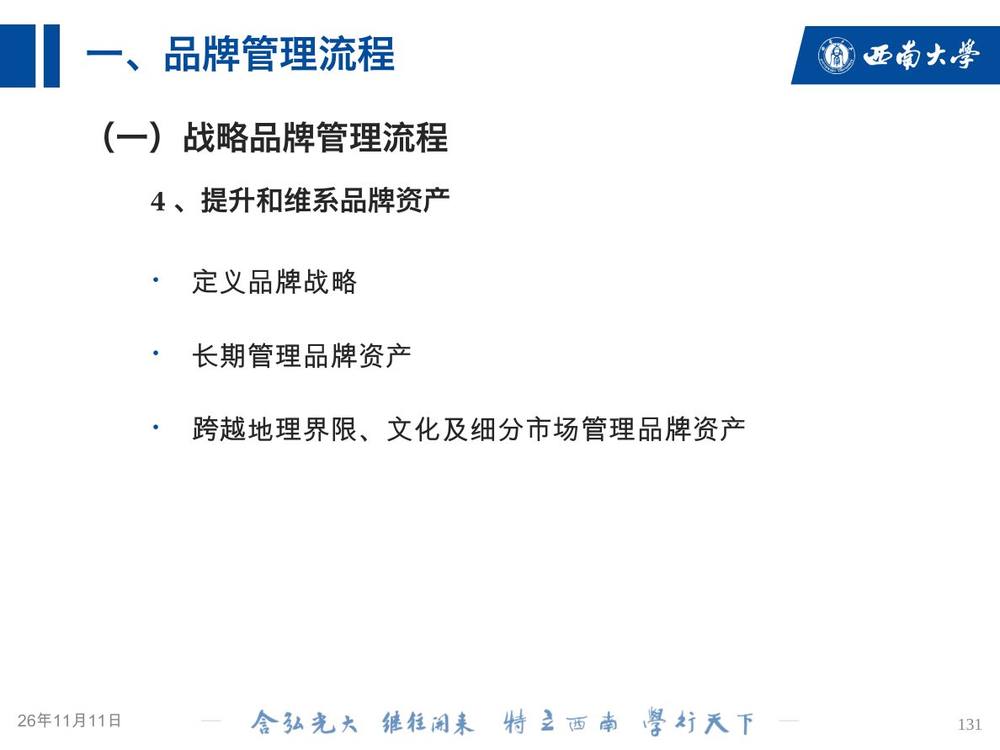 一、品牌管理流程
西南大学
（一）战略品牌管理流程
4 、提升和维系品牌资产
· 定义品牌战略
· 长期管理品牌资产
· 跨越地理界限、文化及细分市场管理品牌资产
26年11月11日
— 含弘光大 继往开来 特立西南 學行天下 —
131